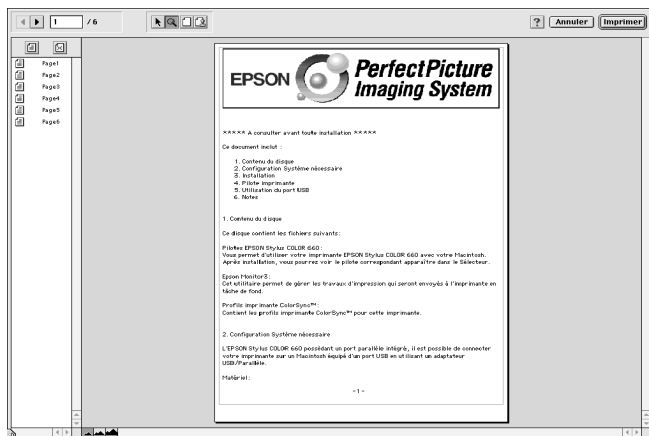 1 / 6
? Annuler Imprimer
Page1
Page2
Page3
Page4
Page5
Page6
EPSON PerfectPicture
Imaging System
***** A consulter avant toute installation *****
Ce document inclut :
1. Contenu du disque
2. Configuration Système nécessaire
3. Installation
4. Pilote imprimante
5. Utilisation du port USB
6. Notes
1. Contenu du disque
Ce disque contient les fichiers suivants:
Pilotes EPSON Stylus COLOR 660:
Vous permet d'utiliser votre imprimante EPSON Stylus COLOR 660 avec votre Macintosh.
Après installation, vous pourrez voir le pilote correspondant apparaître dans le Sélecteur.
Epson Monitor3:
Cet utilitaire permet de gérer les travaux d'impression qui seront envoyés à l'imprimante en
tâche de fond.
Profils imprimante ColorSync™:
Contient les profils imprimante ColorSync™ pour cette imprimante.
2. Configuration Système nécessaire
L'EPSON Stylus COLOR 660 possédant un port parallèle intégré, il est possible de connecter
votre imprimante sur un Macintosh équipé d'un port USB en utilisant un adaptateur
USB/Parallèle.
Matériel:
-1-